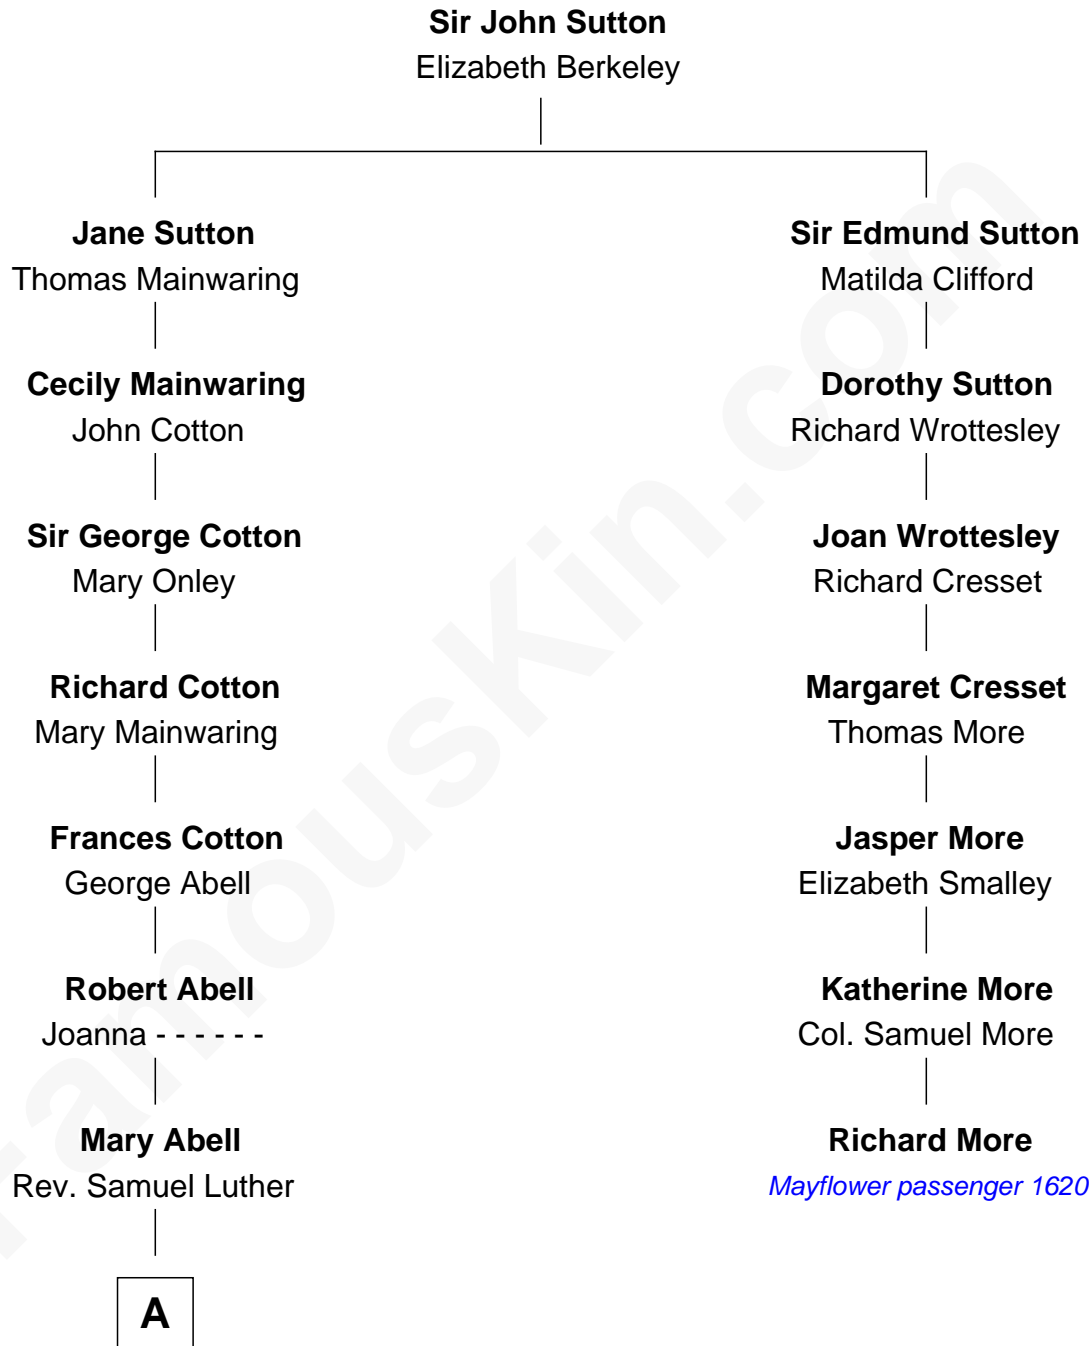 Sir John Sutton
Elizabeth Berkeley
Jane Sutton
Thomas Mainwaring
Cecily Mainwaring
John Cotton
Sir George Cotton
Mary Onley
Richard Cotton
Mary Mainwaring
Frances Cotton
George Abell
Robert Abell
Joanna - - - - - -
Mary Abell
Rev. Samuel Luther
A
Sir Edmund Sutton
Matilda Clifford
Dorothy Sutton
Richard Wrottesley
Joan Wrottesley
Richard Cresset
Margaret Cresset
Thomas More
Jasper More
Elizabeth Smalley
Katherine More
Col. Samuel More
Richard More
Mayflower passenger 1620
FamousKin.com